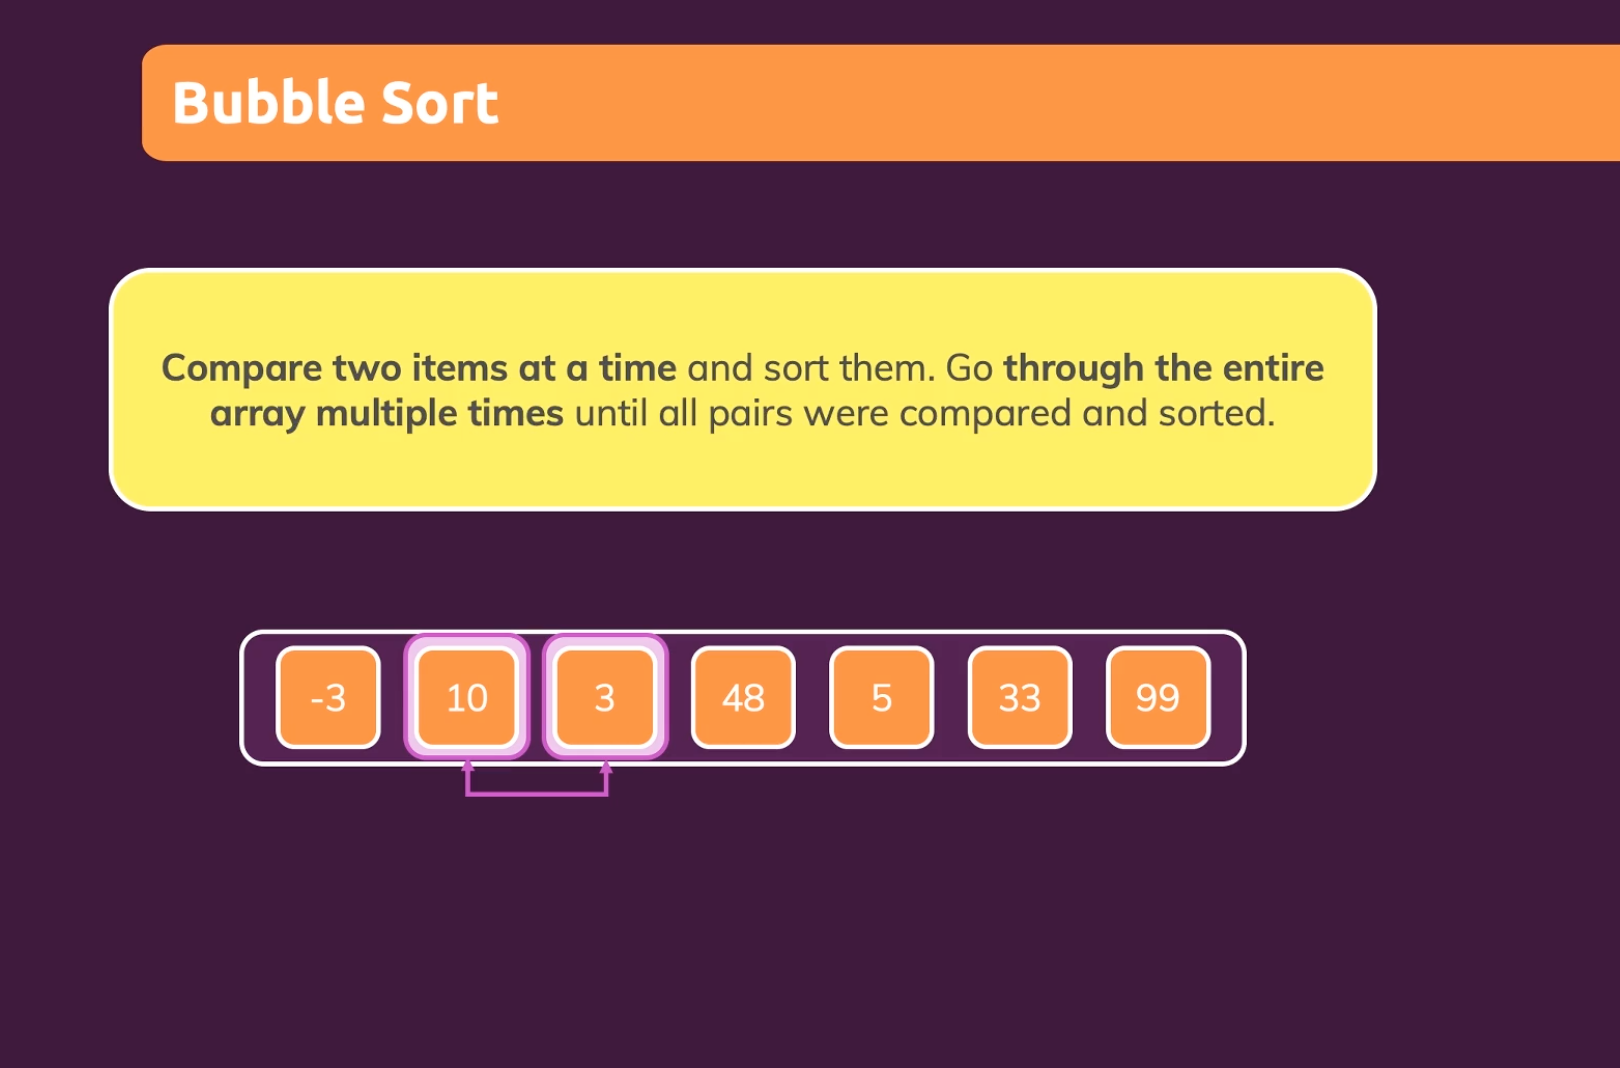 Bubble Sort
Compare two items at a time and sort them. Go through the entire
array multiple times until all pairs were compared and sorted.
-3 10 3 48 5 33 99